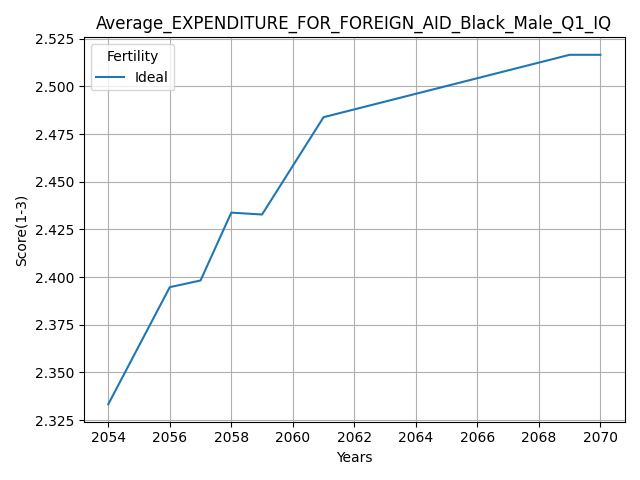 Average_EXPENDITURE_FOR_FOREIGN_AID_Black_Male_Q1_IQ
Fertility
Ideal
Score(1-3)
2.525
2.500
2.475
2.450
2.425
2.400
2.375
2.350
2.325
2054 2056 2058 2060 2062 2064 2066 2068 2070
Years